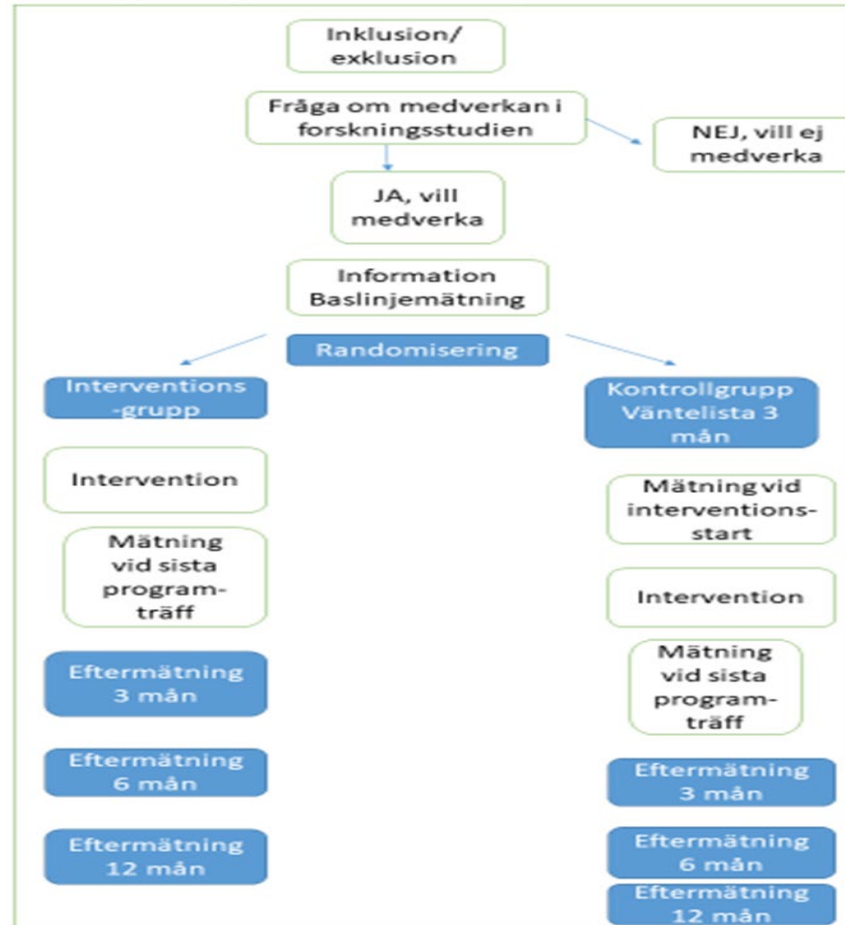 Inklusion/
exklusion
Fråga om medverkan i
forskningsstudien
NEJ, vill ej
medverka
JA, vill
medverka
Information
Baslinjemätning
Randomisering
Interventions
-grupp
Kontrollgrupp
Väntelista 3
mån
Intervention
Mätning
vid sista
program-
träff
Eftermätning
3 mån
Eftermätning
6 mån
Eftermätning
12 mån
Mätning vid
interventions-
start
Intervention
Mätning
vid sista
program-
träff
Eftermätning
3 mån
Eftermätning
6 mån
Eftermätning
12 mån